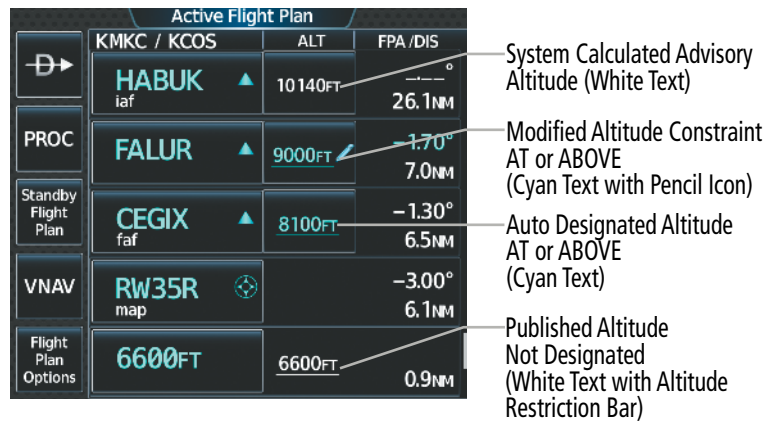 Active Flight Plan
KMKC / KCOS ALT FPA/DIS
HABUK
iaf
10140FT
_.__°
26.1NM
PROC
FALUR
9000FT
-1.70°
7.0NM
Standby
Flight
Plan
CEGIX
faf
8100FT
-1.30°
6.5NM
VNAV
RW35R
map
-3.00°
6.1NM
Flight
Plan
Options
6600FT
6600FT
0.9NM
System Calculated Advisory
Altitude (White Text)
Modified Altitude Constraint
AT or ABOVE
(Cyan Text with Pencil Icon)
Auto Designated Altitude
AT or ABOVE
(Cyan Text)
Published Altitude
Not Designated
(White Text with Altitude
Restriction Bar)